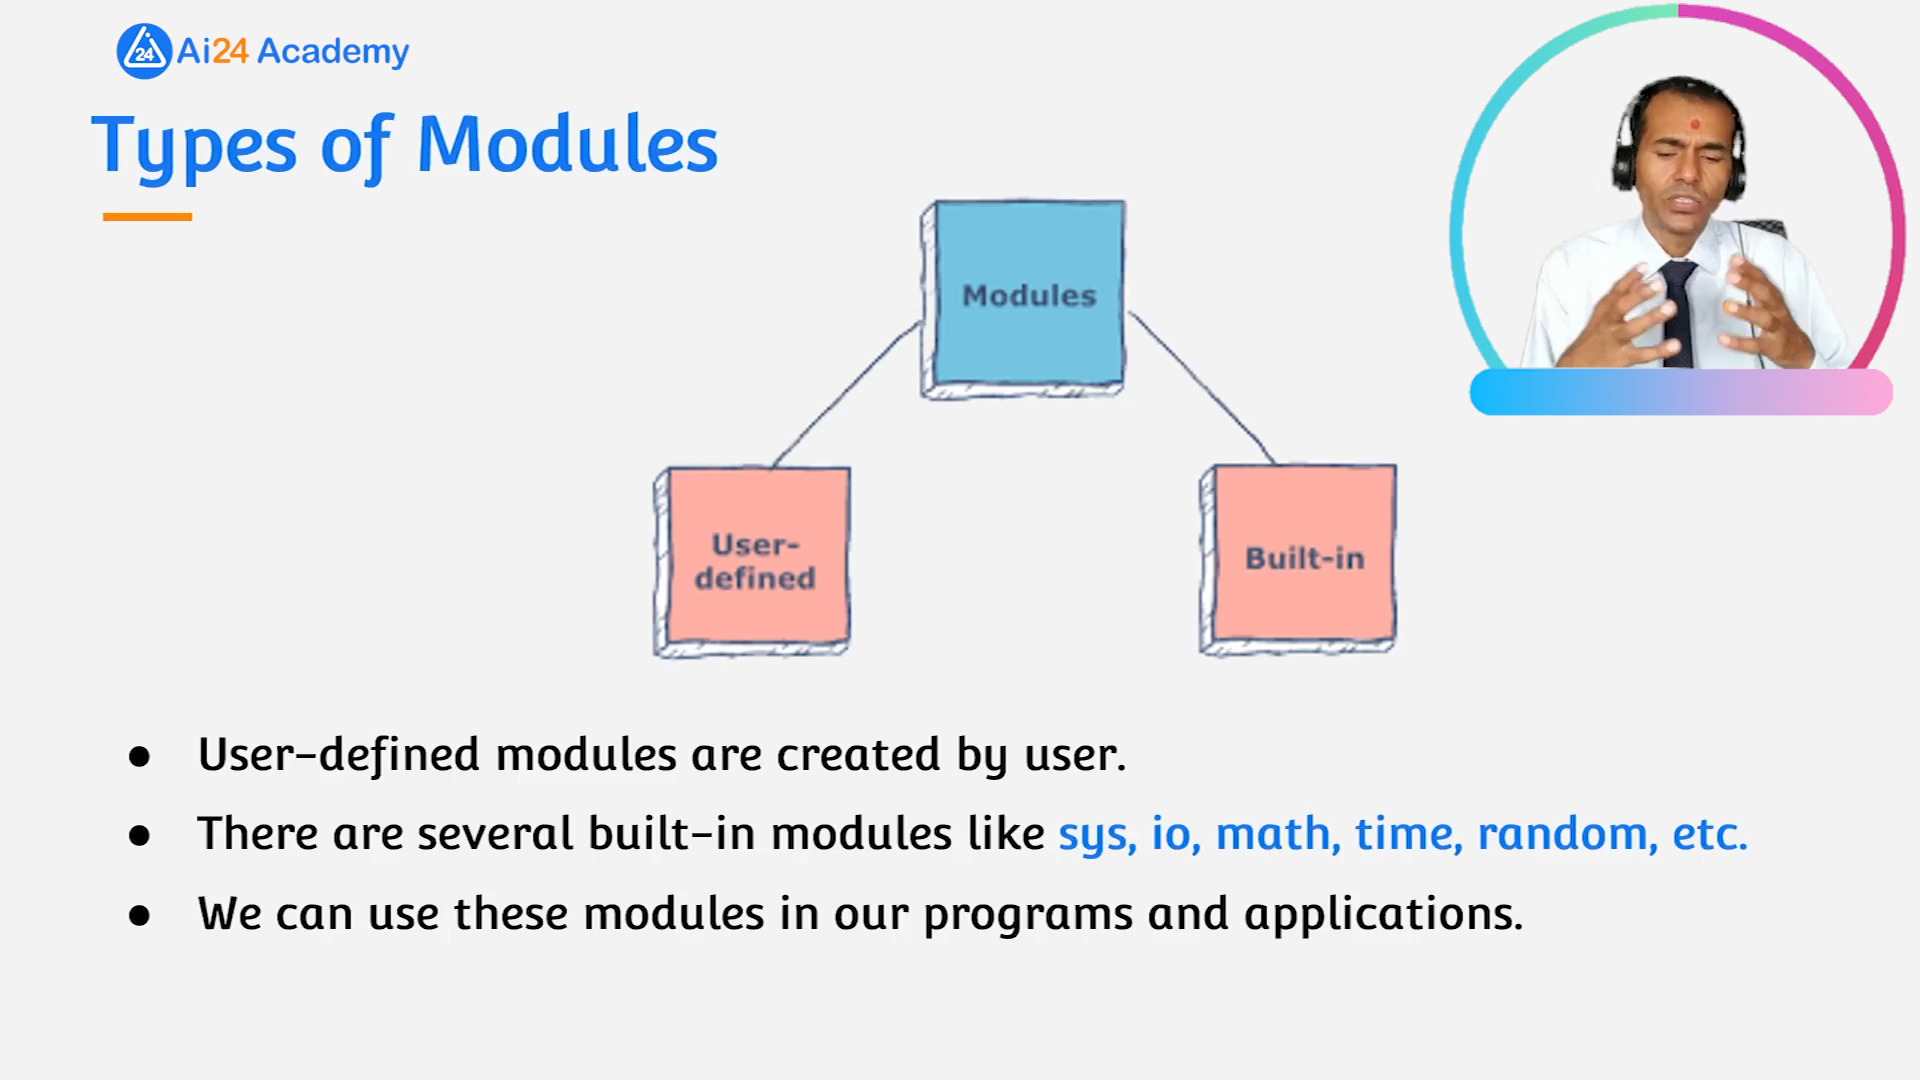 24
Ai24 Academy
Types of Modules
Modules
User-
defined
Built-in
● User-defined modules are created by user.
● There are several built-in modules like sys, io, math, time, random, etc.
● We can use these modules in our programs and applications.